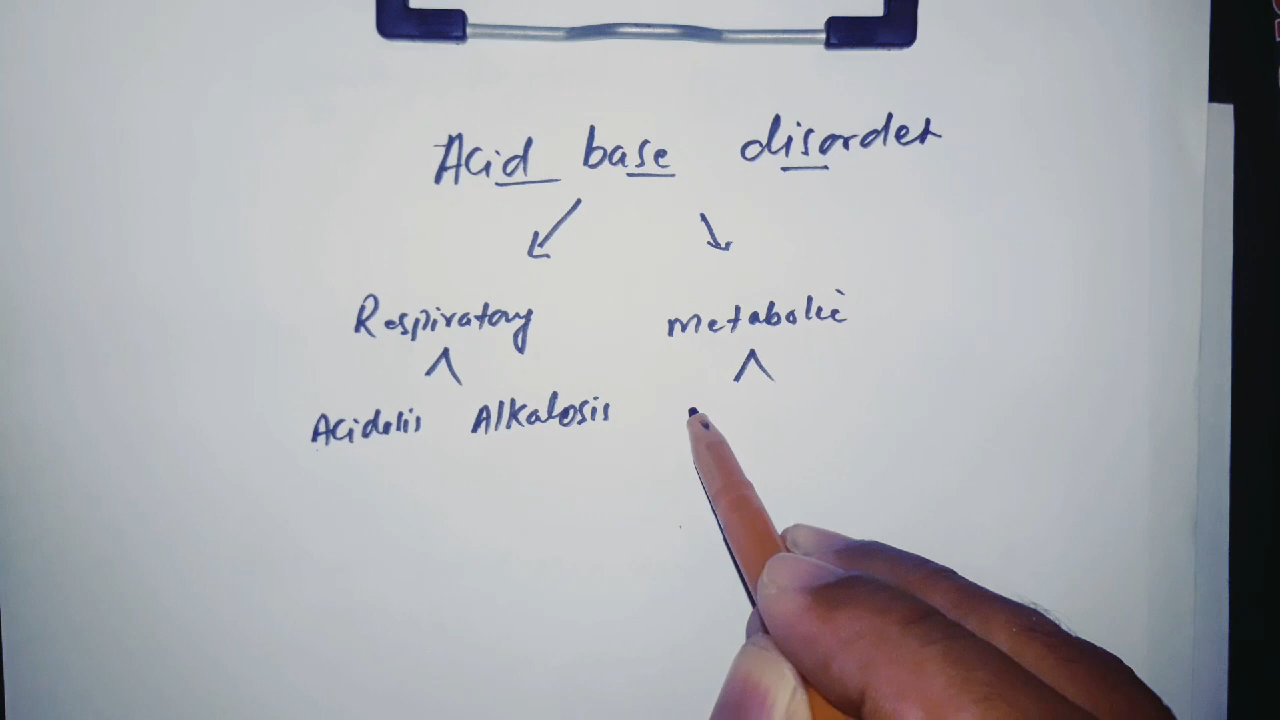 Acid base disorder
Respiratory metabolic
Acidosis Alkalosis